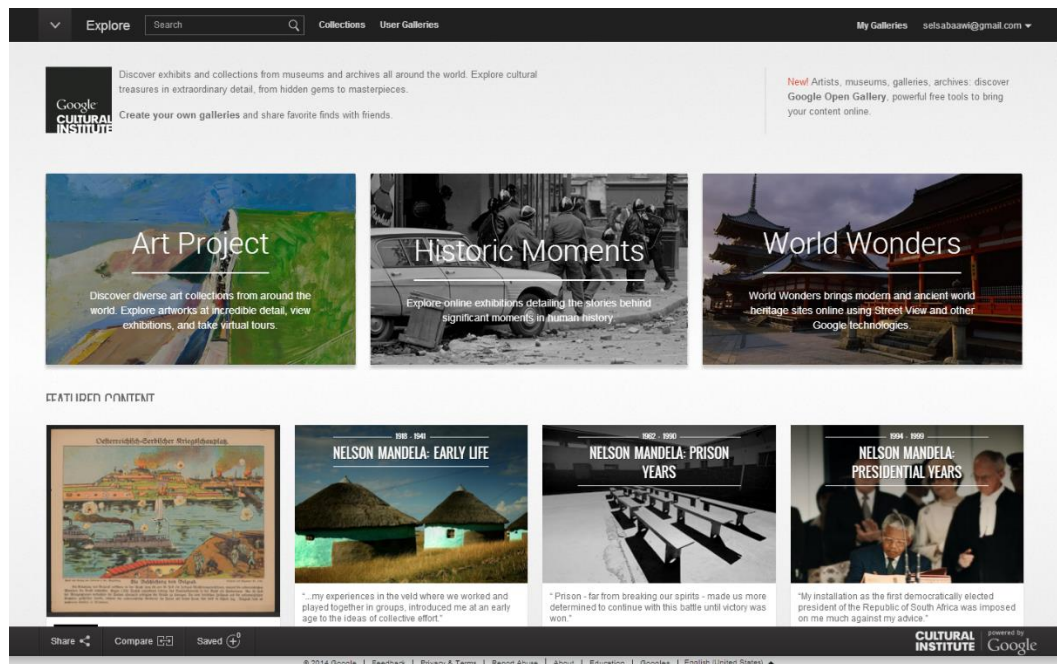 Explore
Search
Collections
User Galleries
My Galleries
selsabaawi@gmail.com
Google
CULTURAL
INSTITUTE
Discover exhibits and collections from museums and archives all around the world. Explore cultural
treasures in extraordinary detail, from hidden gems to masterpieces.
Create your own galleries and share favorite finds with friends.
New! Artists, museums, galleries, archives: discover
Google Open Gallery, powerful free tools to bring
your content online.
Art Project
Discover diverse art collections from around the
world. Explore artworks at incredible detail, view
exhibitions, and take virtual tours.
Historic Moments
Explore online exhibitions detailing the stories behind
significant moments in human history.
World Wonders
World Wonders brings modern and ancient world
heritage sites online using Street View and other
Google technologies.
FEATURED CONTENT
Oesterreichisch-Serbischer Kriegsschauplatz.
Die Beschießung von Belgrad.
1918 - 1941
NELSON MANDELA: EARLY LIFE
"...my experiences in the veld where we worked and
played together in groups, introduced me at an early
age to the ideas of collective effort."
1962 - 1990
NELSON MANDELA: PRISON
YEARS
" Prison - far from breaking our spirits - made us more
determined to continue with this battle until victory was
won."
1994 - 1999
NELSON MANDELA:
PRESIDENTIAL YEARS
"My installation as the first democratically elected
president of the Republic of South Africa was imposed
on me much against my advice."
Share
Compare
Saved
0
CULTURAL
INSTITUTE
powered by
Google
© 2014 Google | Feedback | Privacy & Terms | Report Abuse | About | Education | Googles | English (United States)